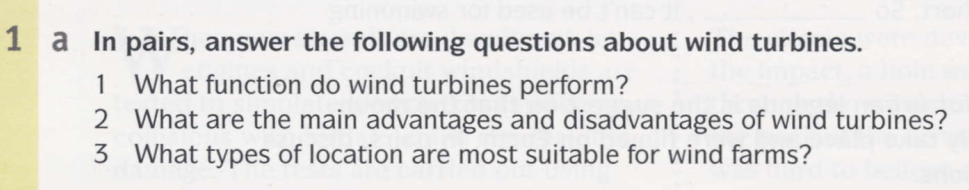 1 a In pairs, answer the following questions about wind turbines.
1 What function do wind turbines perform?
2 What are the main advantages and disadvantages of wind turbines?
3 What types of location are most suitable for wind farms?